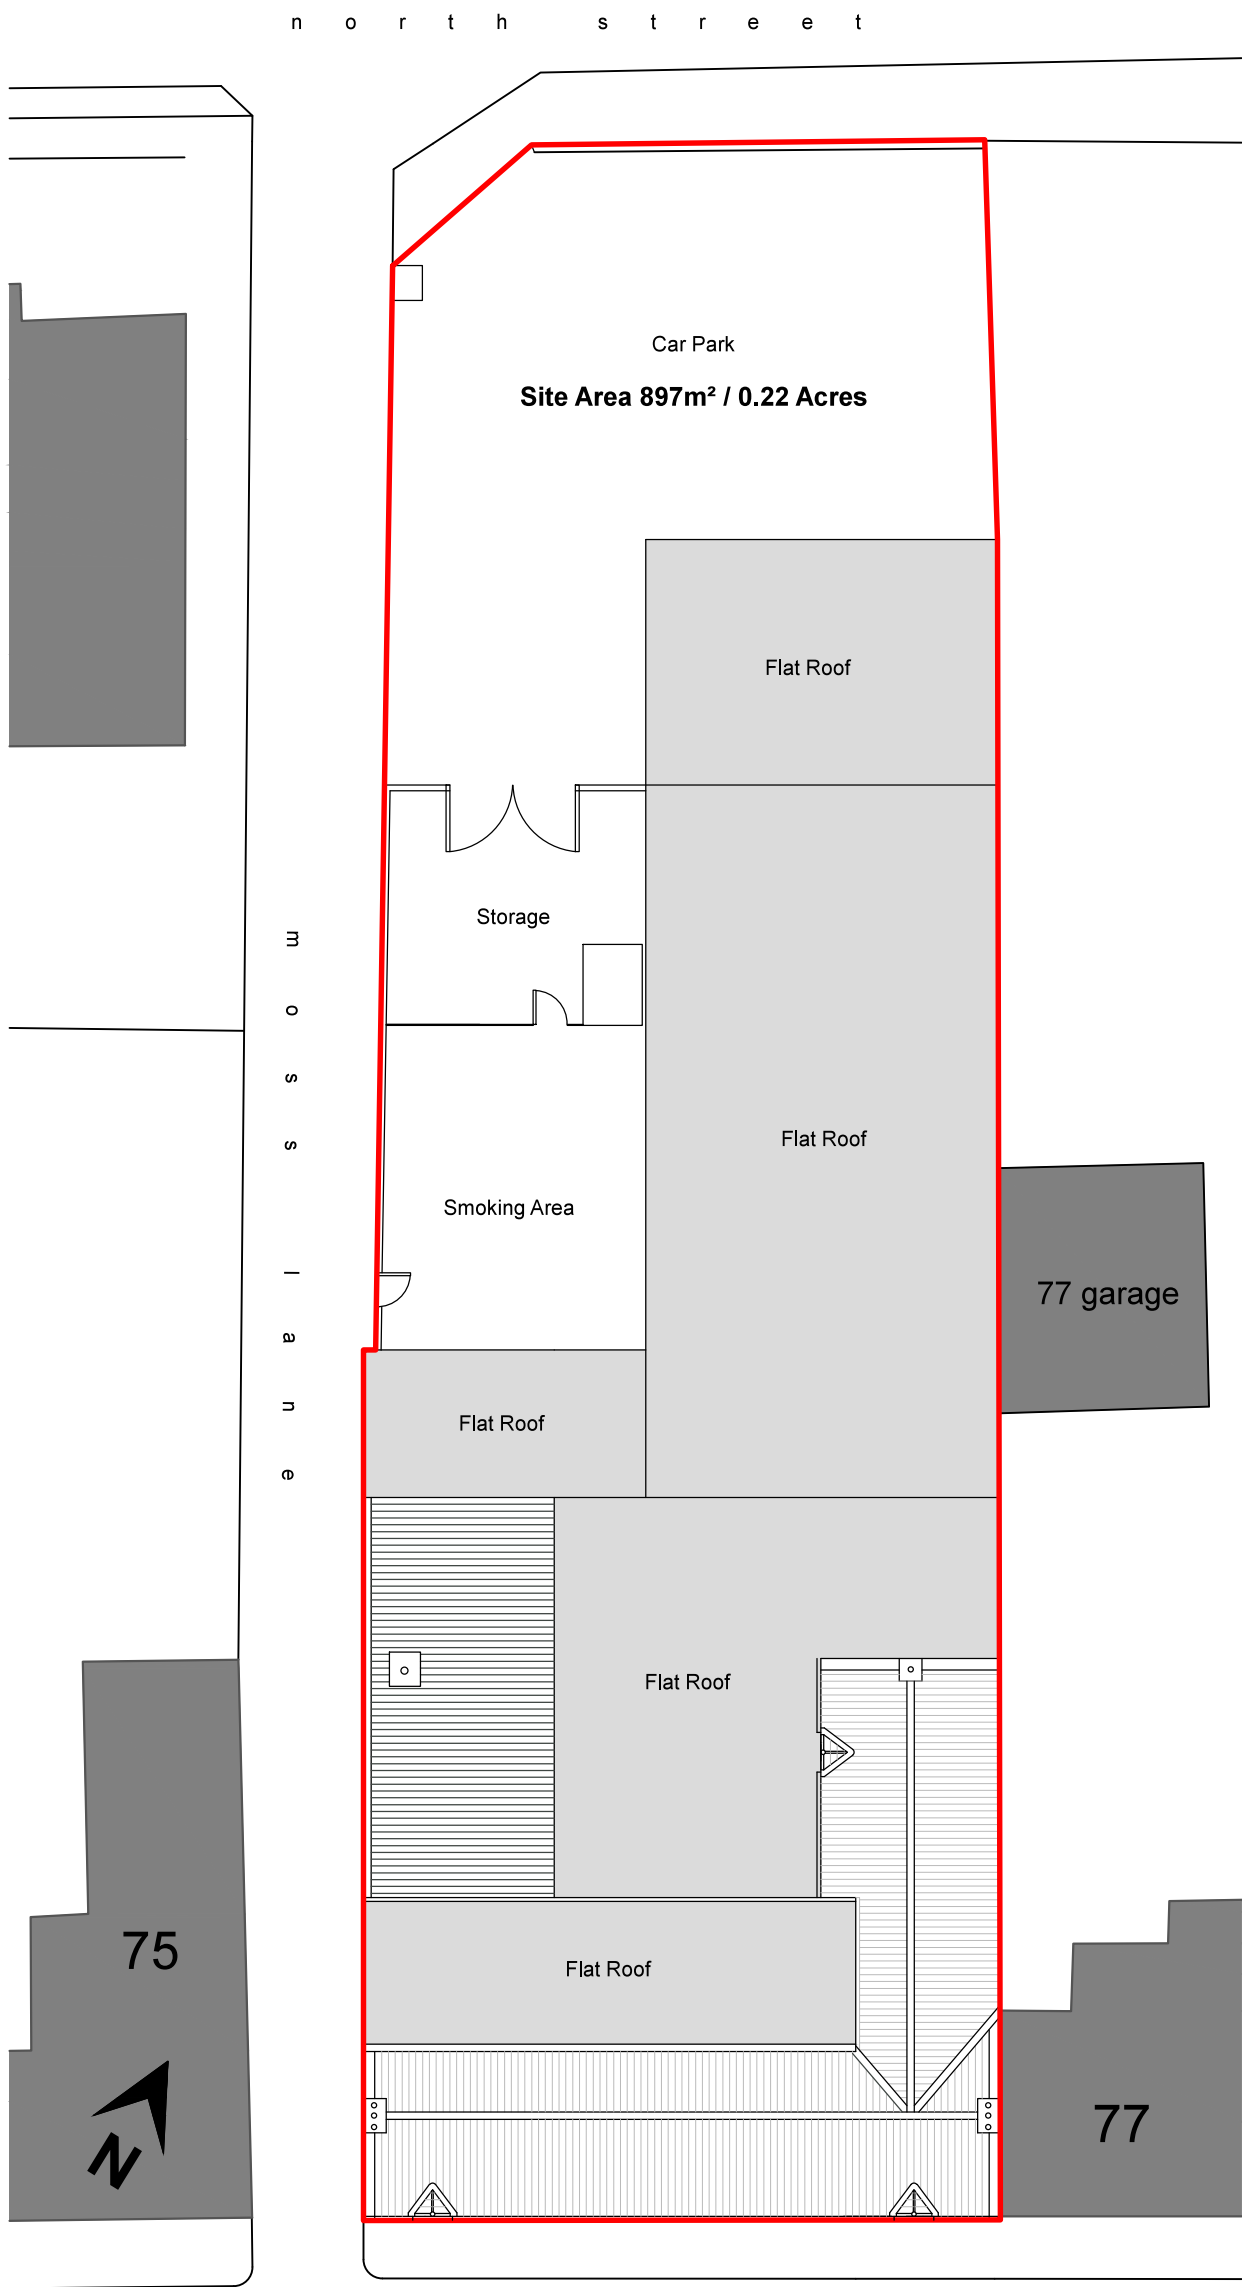 north street
Car Park
Site Area 897m² / 0.22 Acres
Flat Roof
Storage
moss lane
Flat Roof
Smoking Area
77 garage
Flat Roof
Flat Roof
75
Flat Roof
77
N